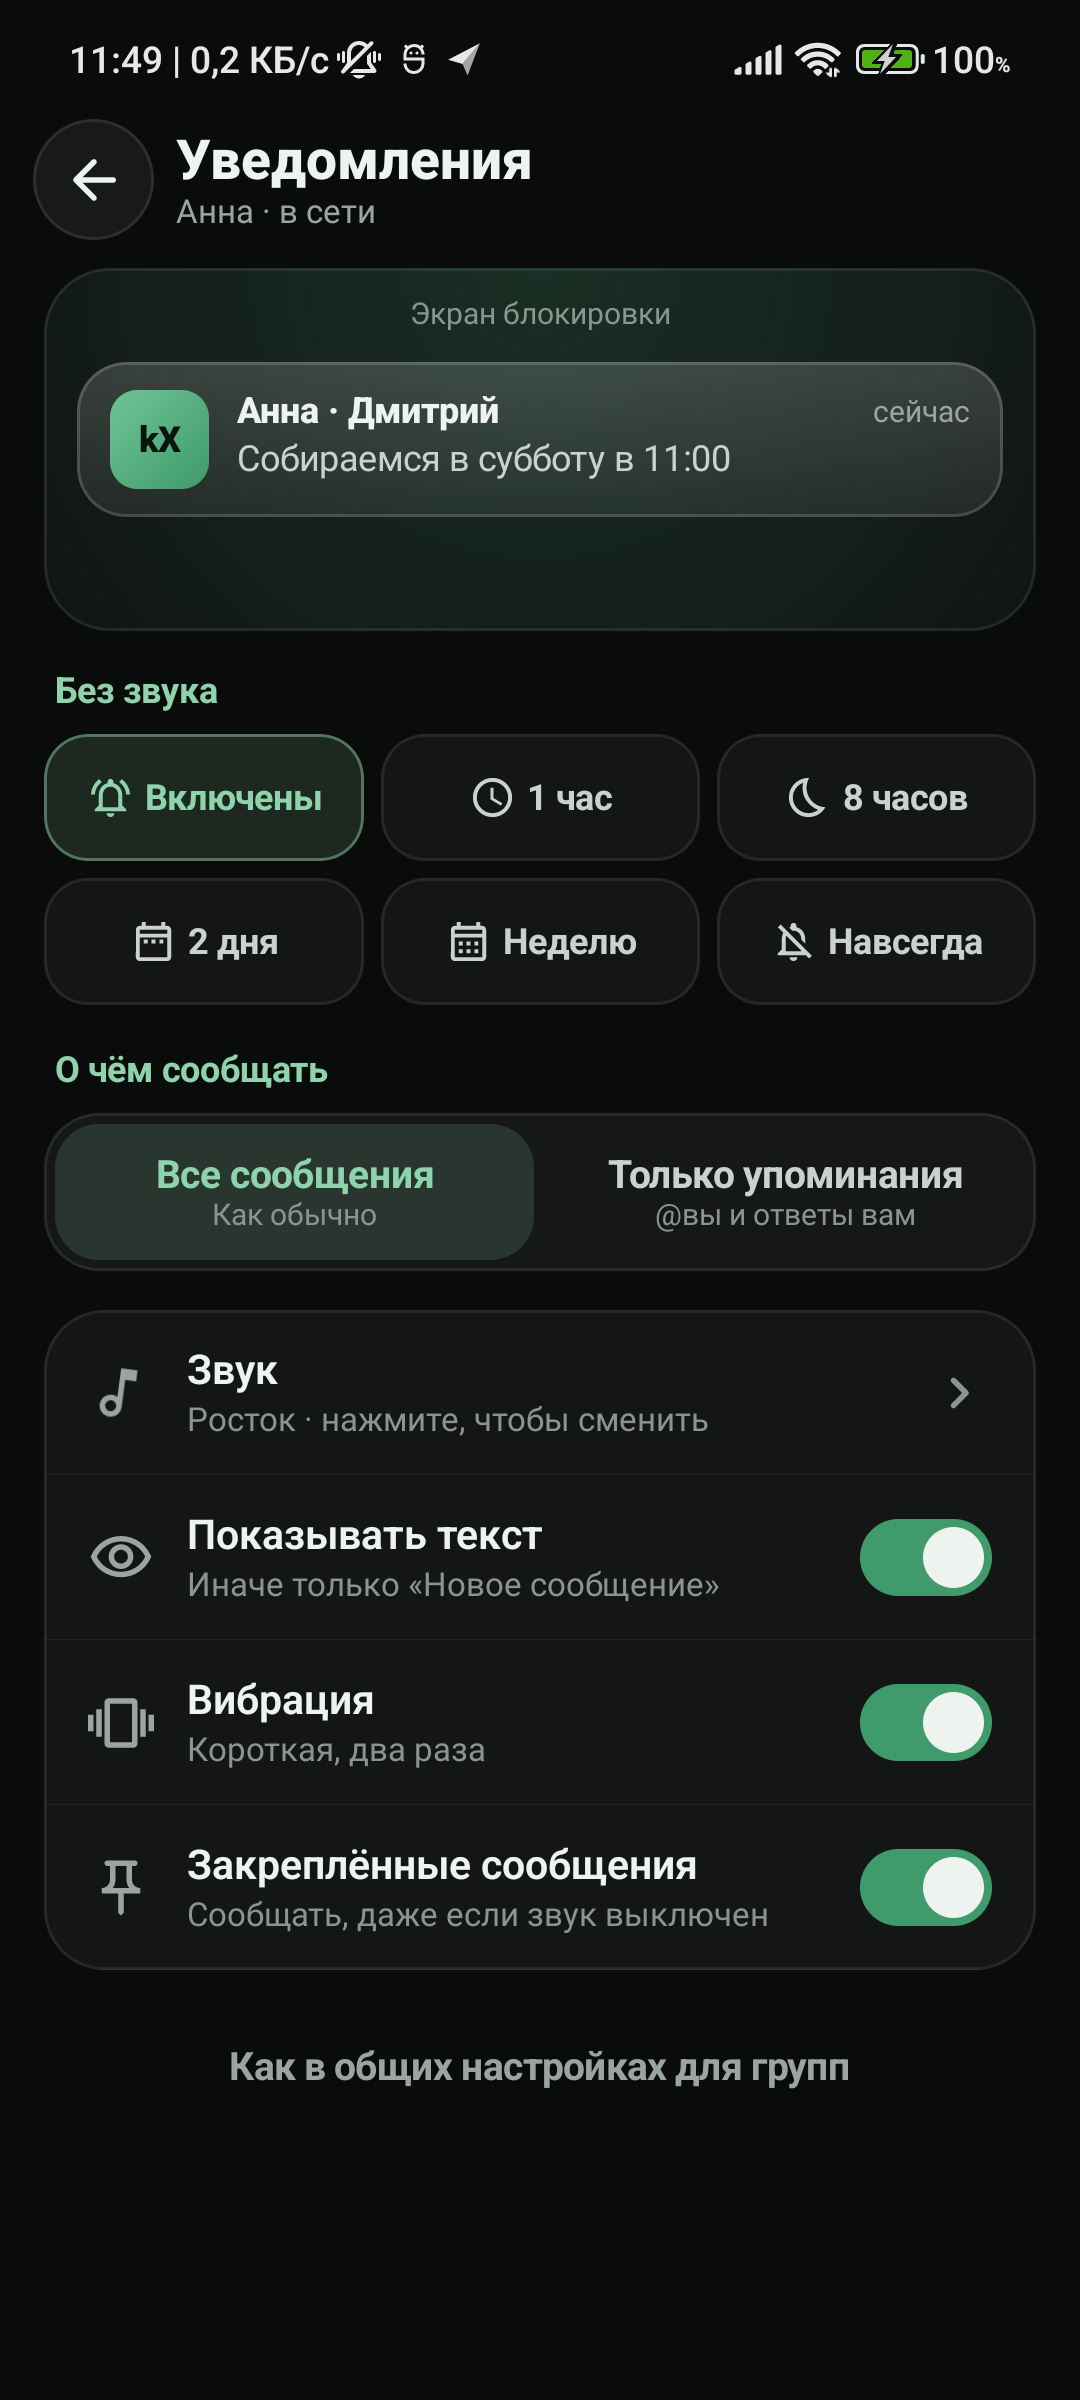 11:49 | 0,2 КБ/с 100%
Уведомления
Анна · в сети
Экран блокировки
kX
Анна · Дмитрий сейчас
Собираемся в субботу в 11:00
Без звука
Включены 1 час 8 часов
2 дня Неделю Навсегда
О чём сообщать
Все сообщения Только упоминания
Как обычно @вы и ответы вам
Звук
Росток · нажмите, чтобы сменить
Показывать текст
Иначе только «Новое сообщение»
Вибрация
Короткая, два раза
Закреплённые сообщения
Сообщать, даже если звук выключен
Как в общих настройках для групп